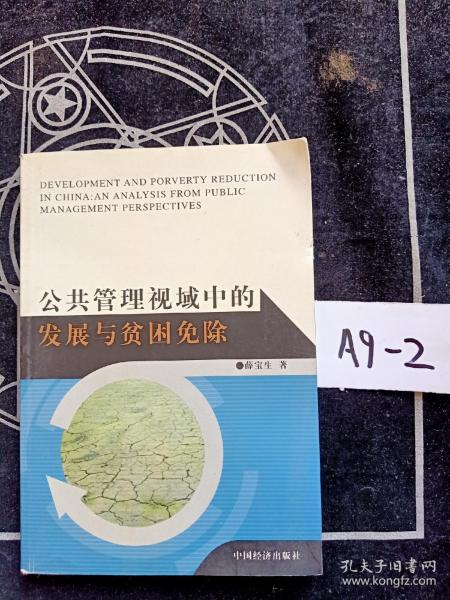 DEVELOPMENT AND PORVERTY REDUCTION
IN CHINA:AN ANALYSIS FROM PUBLIC
MANAGEMENT PERSPECTIVES
公共管理视域中的
发展与贫困免除
●薛宝生 著
A9-2
中国经济出版社
孔夫子旧书网
www.kongfz.com